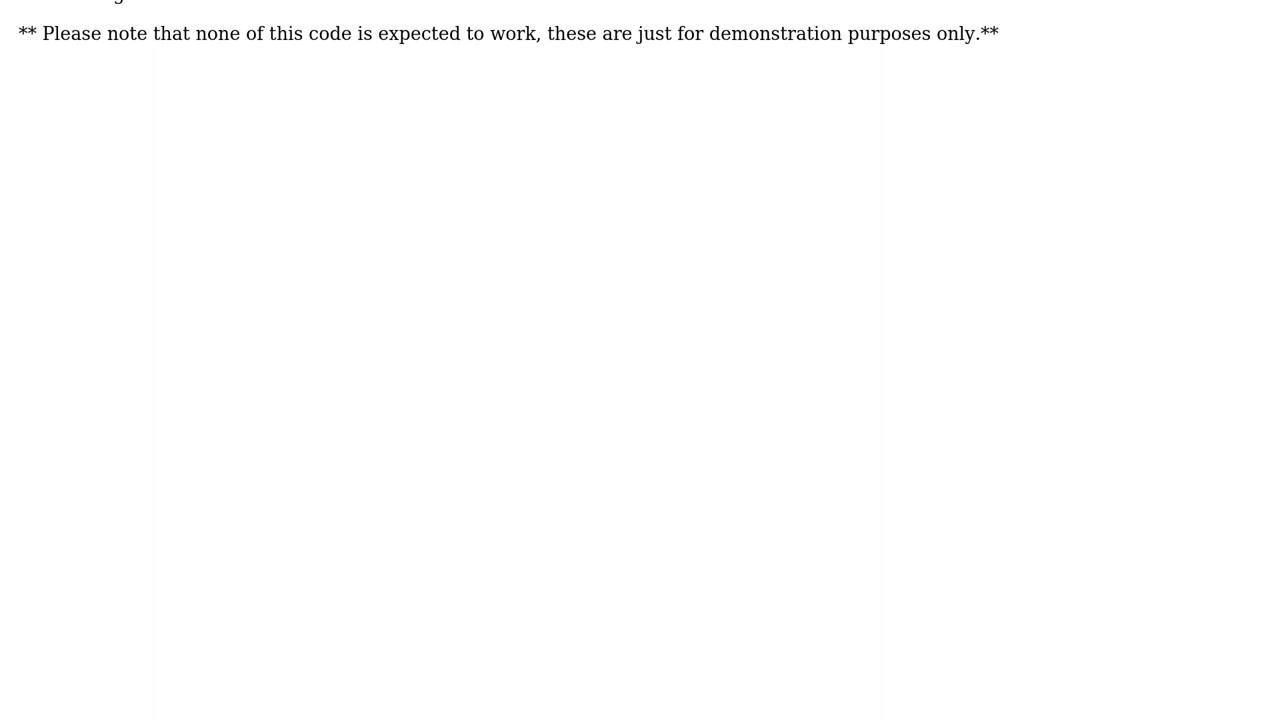 ** Please note that none of this code is expected to work, these are just for demonstration purposes only.**